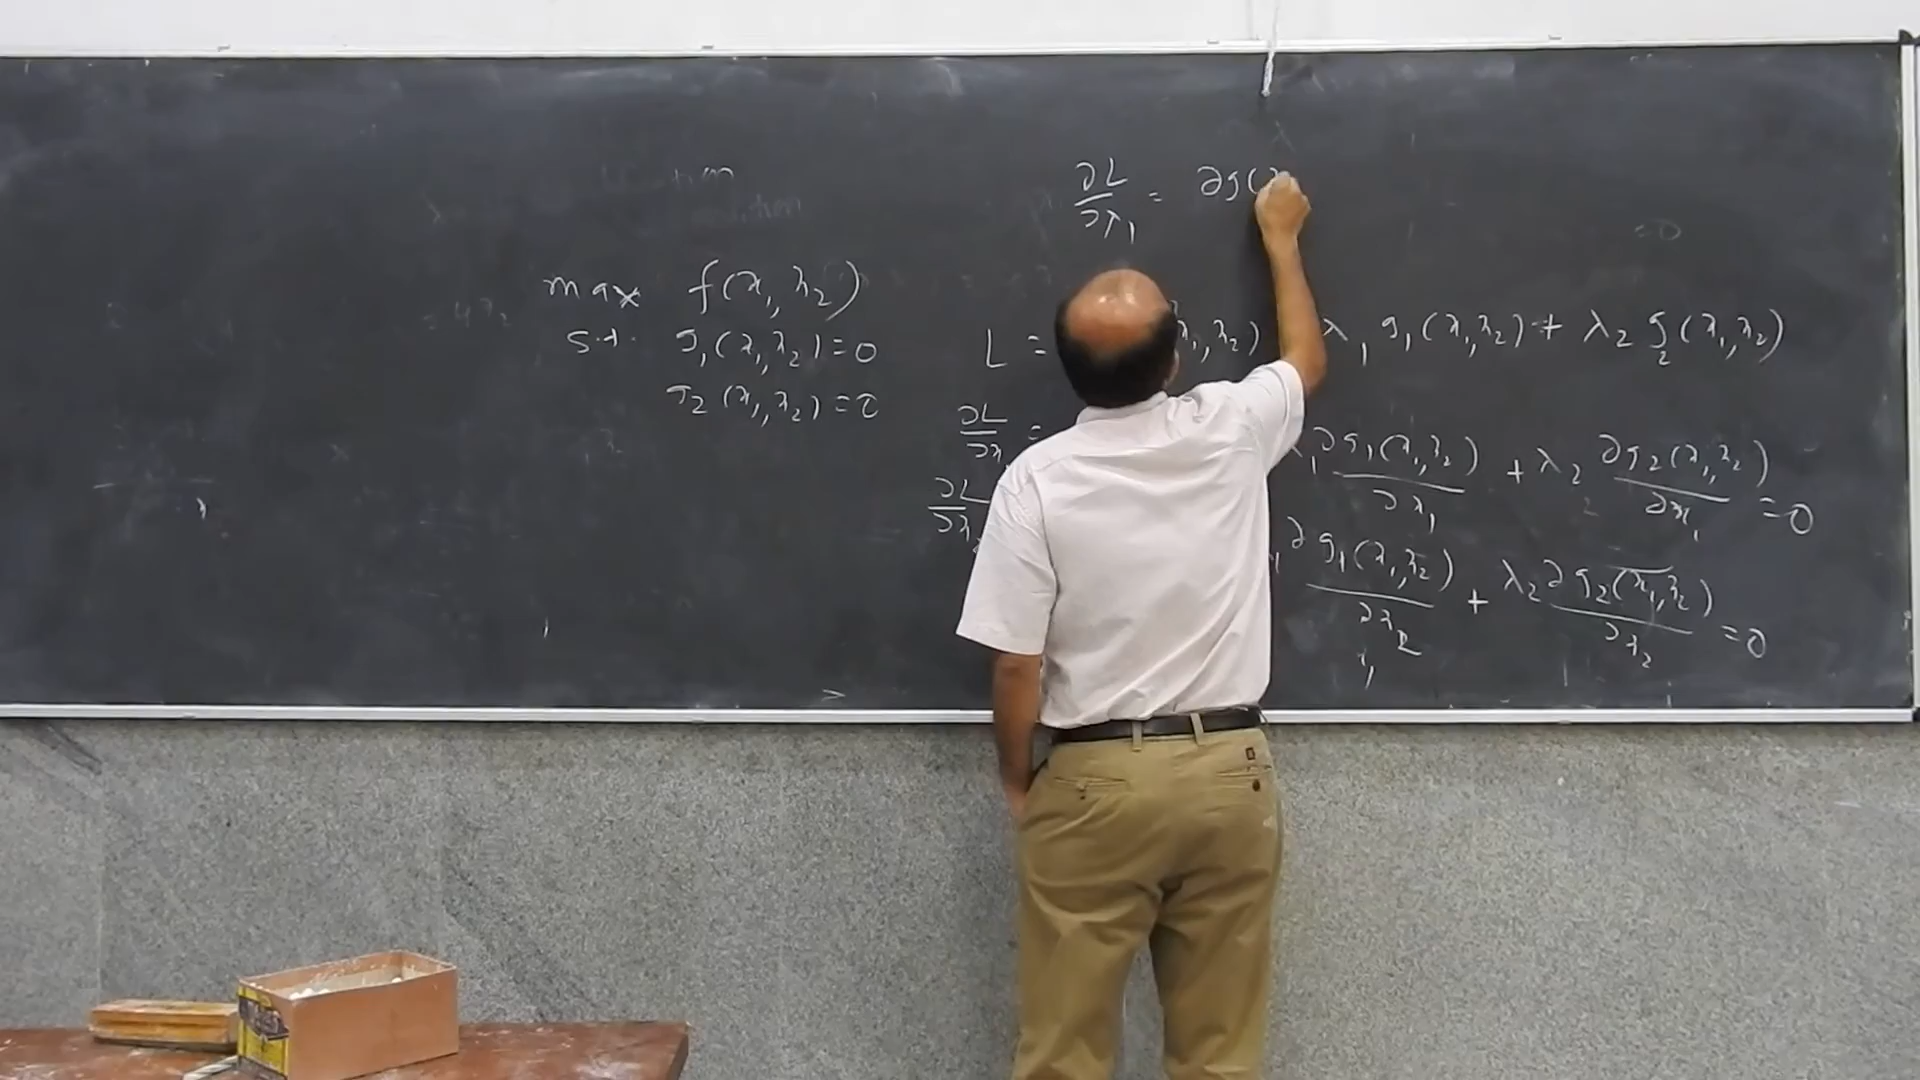 ∂L/∂λ₁ = ∂g(x
max f(x₁, x₂)
s.t. g₁(x₁, x₂) = 0
g₂(x₁, x₂) = 0
L = x₁, x₂) λ₁ g₁(x₁, x₂) + λ₂ g₂(x₁, x₂)
∂L/∂x₁ = λ₁ ∂g₁(x₁, x₂)/∂x₁ + λ₂ ∂g₂(x₁, x₂)/∂x₁ = 0
∂L/∂x₂ ∂g₁(x₁, x₂)/∂x₂ + λ₂ ∂g₂(x₁, x₂)/∂x₂ = 0